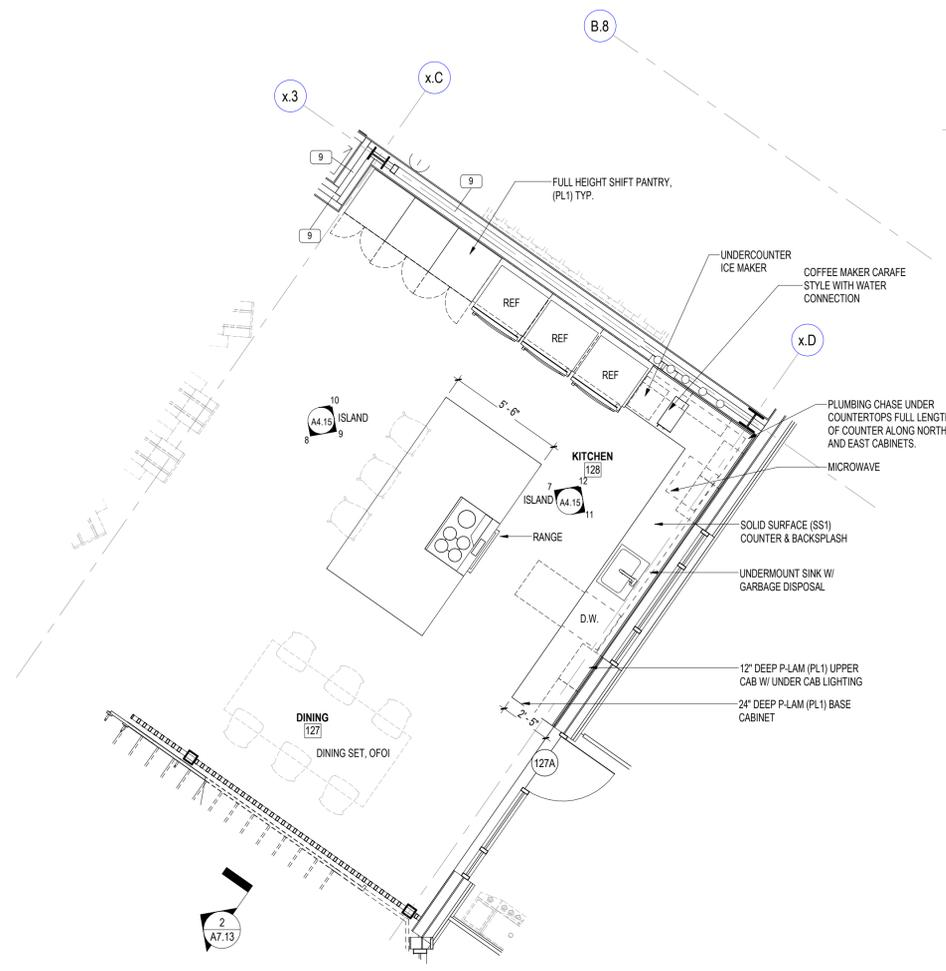 B.8
x.C
x.3
9
9
9
FULL HEIGHT SHIFT PANTRY,
(PL1) TYP.
UNDERCOUNTER
ICE MAKER
COFFEE MAKER CARAFE
STYLE WITH WATER
CONNECTION
REF
REF
REF
x.D
PLUMBING CHASE UNDER
COUNTERTOPS FULL LENGTH
OF COUNTER ALONG NORTH
AND EAST CABINETS.
10
A4.15
ISLAND
8
9
5' - 6"
KITCHEN
128
7
12
ISLAND
A4.15
11
MICROWAVE
RANGE
SOLID SURFACE (SS1)
COUNTER & BACKSPLASH
UNDERMOUNT SINK W/
GARBAGE DISPOSAL
D.W.
12" DEEP P-LAM (PL1) UPPER
CAB W/ UNDER CAB LIGHTING
24" DEEP P-LAM (PL1) BASE
CABINET
2' - 5"
DINING
127
DINING SET, OFOI
127A
2
A7.13